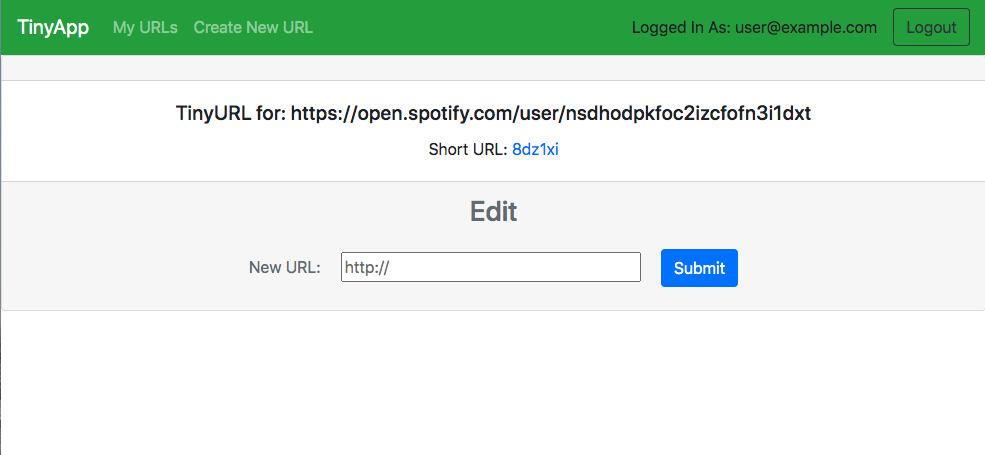 TinyApp My URLs Create New URL Logged In As: user@example.com Logout
TinyURL for: https://open.spotify.com/user/nsdhodpkfoc2izcfofn3i1dxt
Short URL: 8dz1xi
Edit
New URL: http:// Submit